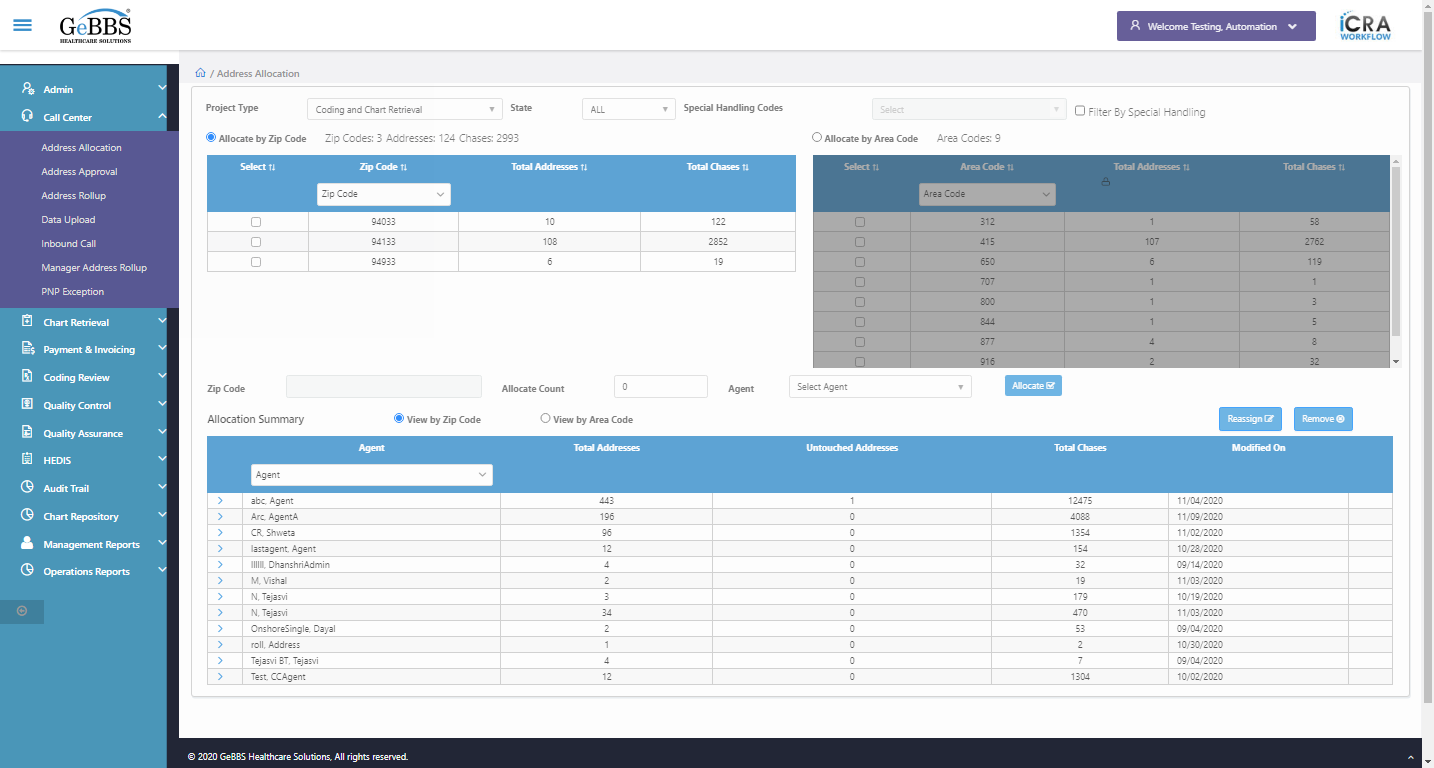 GeBBS
HEALTHCARE SOLUTIONS
Welcome Testing, Automation
iCRA
WORKFLOW
/ Address Allocation
Admin
Call Center
Address Allocation
Address Approval
Address Rollup
Data Upload
Inbound Call
Manager Address Rollup
PNP Exception
Chart Retrieval
Payment & Invoicing
Coding Review
Quality Control
Quality Assurance
HEDIS
Audit Trail
Chart Repository
Management Reports
Operations Reports
Project Type Coding and Chart Retrieval State ALL Special Handling Codes Select Filter By Special Handling
Allocate by Zip Code Zip Codes: 3 Addresses: 124 Chases: 2993
Select Zip Code Total Addresses Total Chases
Zip Code
94033 10 122
94133 108 2852
94933 6 19
Allocate by Area Code Area Codes: 9
Select Area Code Total Addresses Total Chases
Area Code
312 1 58
415 107 2762
650 6 119
707 1 1
800 1 3
844 1 5
877 4 8
916 2 32
Zip Code Allocate Count 0 Agent Select Agent Allocate
Allocation Summary View by Zip Code View by Area Code Reassign Remove
Agent Total Addresses Untouched Addresses Total Chases Modified On
Agent
abc, Agent 443 1 12475 11/04/2020
Arc, AgentA 196 0 4088 11/09/2020
CR, Shweta 96 0 1354 11/02/2020
lastagent, Agent 12 0 154 10/28/2020
, DhanshriAdmin 4 0 32 09/14/2020
M, Vishal 2 0 19 11/03/2020
N, Tejasvi 3 0 179 10/19/2020
N, Tejasvi 34 0 470 11/03/2020
OnshoreSingle, Dayal 2 0 53 09/04/2020
roll, Address 1 0 2 10/30/2020
Tejasvi BT, Tejasvi 4 0 7 09/04/2020
Test, CCAgent 12 0 1304 10/02/2020
© 2020 GeBBS Healthcare Solutions, All rights reserved.